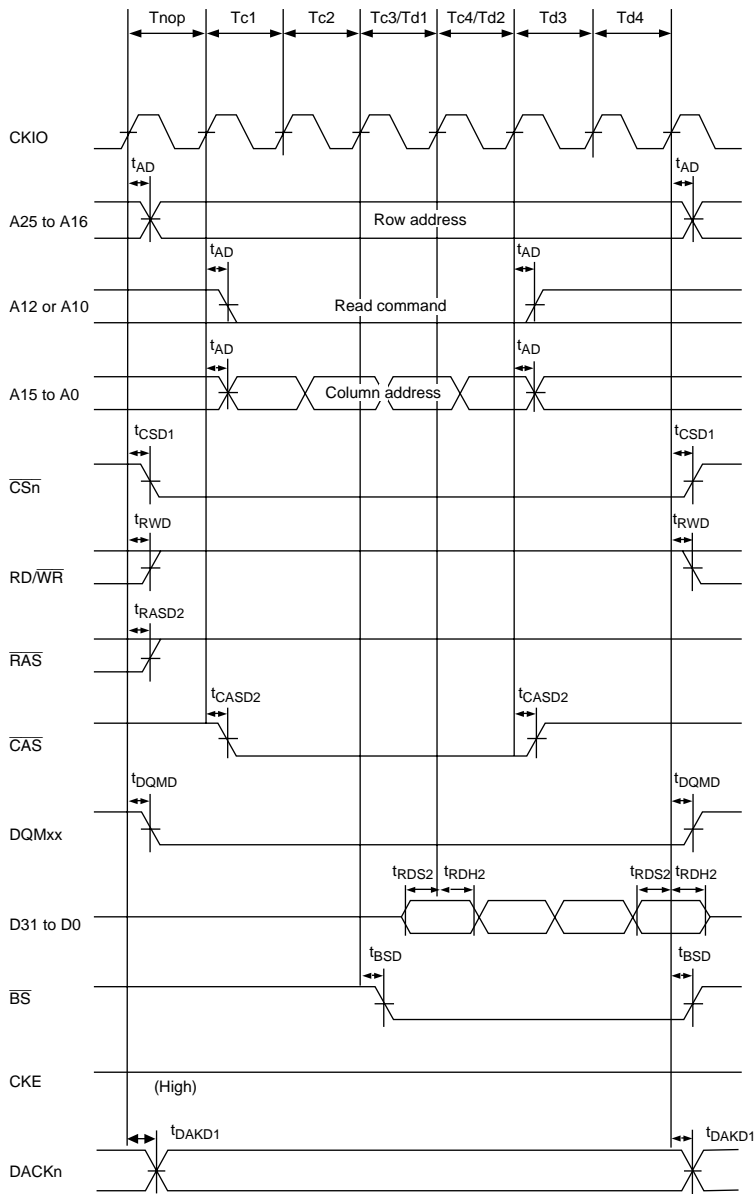 Tnop Tc1 Tc2 Tc3/Td1 Tc4/Td2 Td3 Td4
CKIO
tAD tAD
A25 to A16 Row address
tAD tAD
A12 or A10 Read command
tAD tAD
A15 to A0 Column address
tCSD1 tCSD1
CSn
tRWD tRWD
RD/WR
tRASD2
RAS
tCASD2 tCASD2
CAS
tDQMD tDQMD
DQMxx
tRDS2 tRDH2 tRDS2 tRDH2
D31 to D0
tBSD tBSD
BS
CKE (High)
tDAKD1 tDAKD1
DACKn